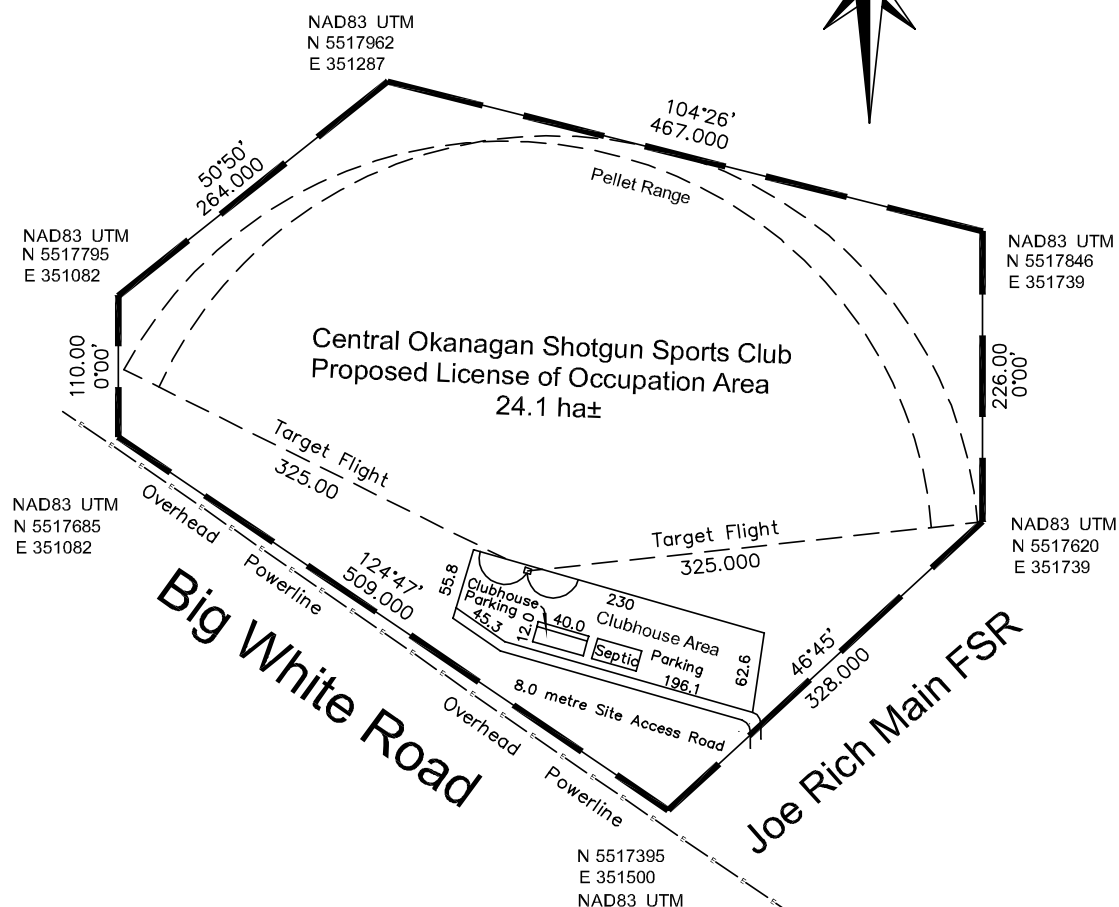 NAD83 UTM
N 5517962
E 351287
104°26'
467.000
50°50'
264.000
Pellet Range
NAD83 UTM
N 5517795
E 351082
NAD83 UTM
N 5517846
E 351739
Central Okanagan Shotgun Sports Club
Proposed License of Occupation Area
24.1 ha±
110.00
0°00'
226.00
0°00'
Target Flight
325.00
Target Flight
325.000
NAD83 UTM
N 5517685
E 351082
NAD83 UTM
N 5517620
E 351739
Overhead
Powerline
124°47'
509.000
55.8
Clubhouse
Parking
45.3
12.0
40.0
230
Clubhouse Area
Septic
Parking
196.1
62.6
46°45'
328.000
8.0 metre Site Access Road
Big White Road
Joe Rich Main FSR
Overhead
Powerline
N 5517395
E 351500
NAD83 UTM